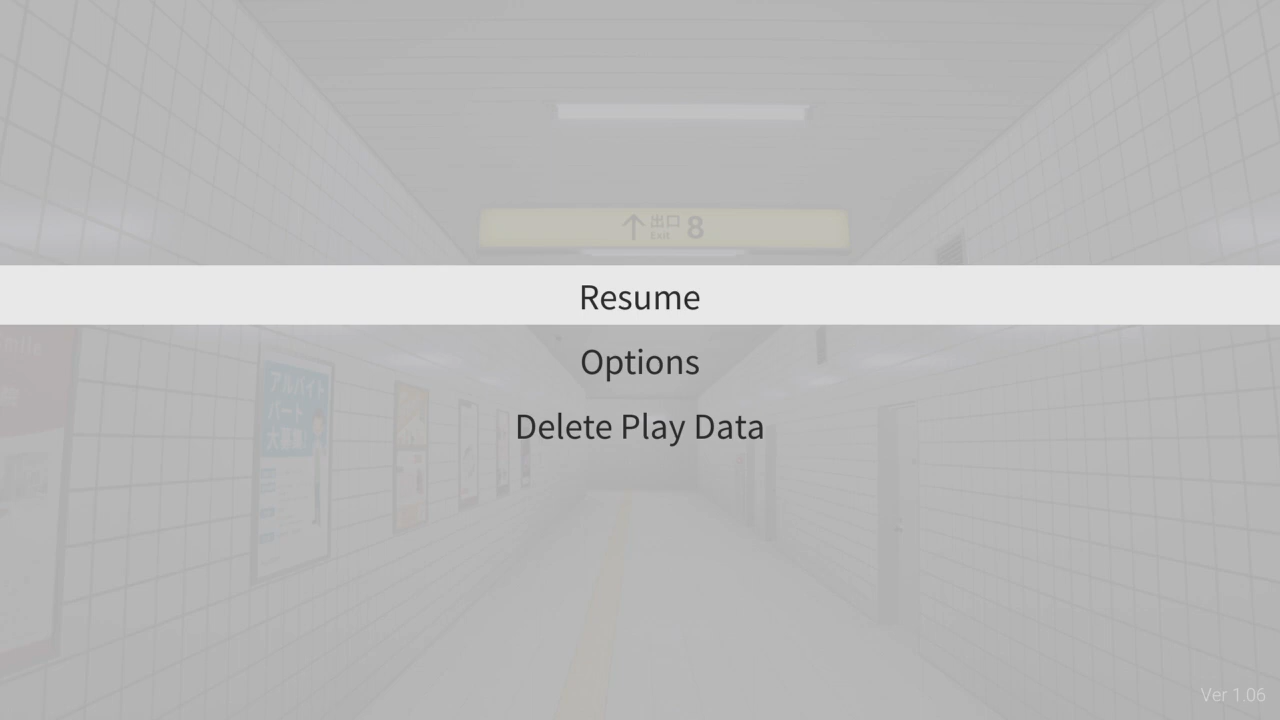 ↑ 出口 8
Exit
Resume
Options
Delete Play Data
アルバイト
パート
大募集
Ver 1.06